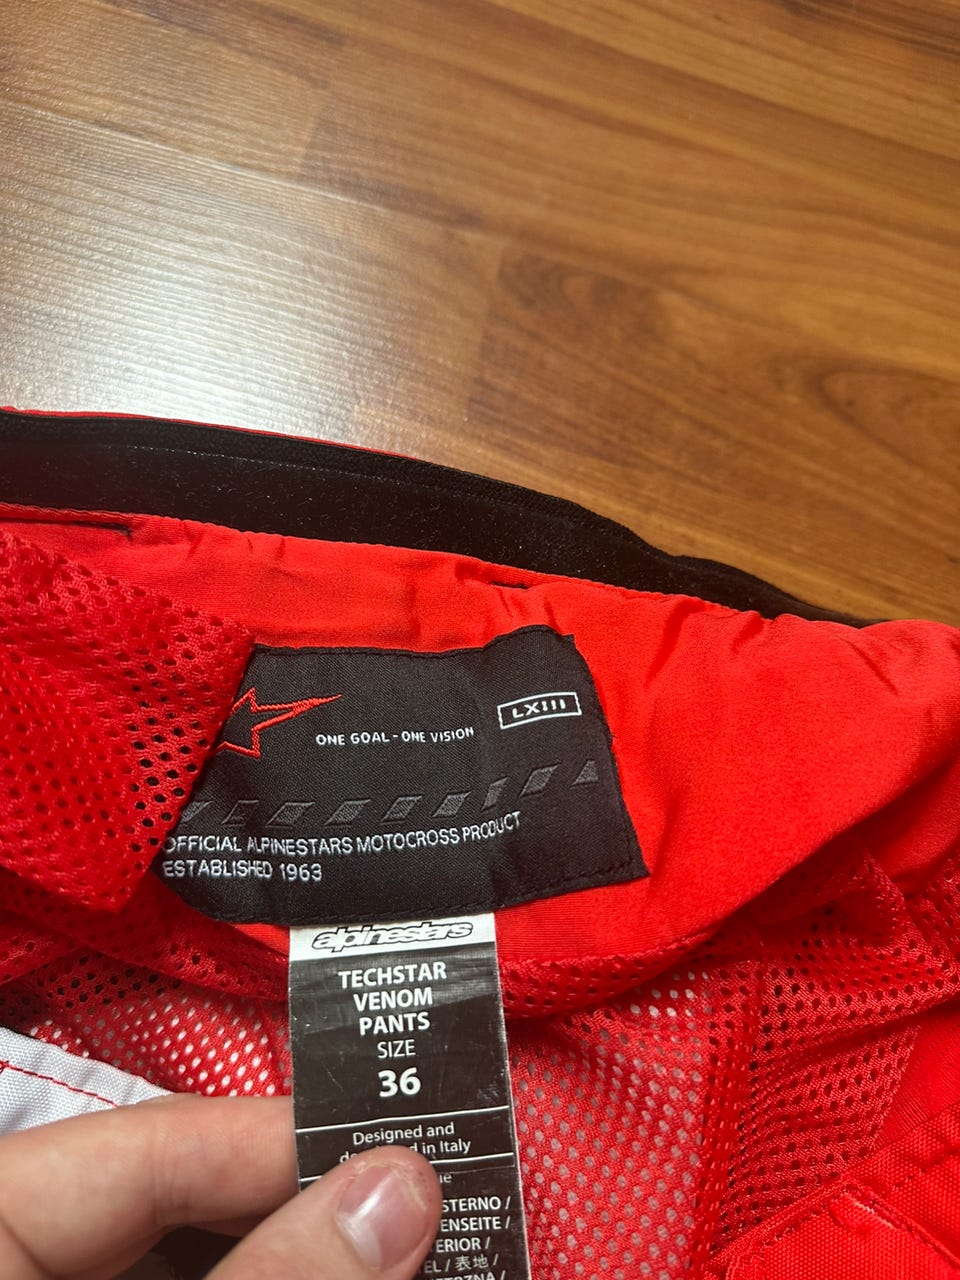 LXIII
ONE GOAL - ONE VISION
OFFICIAL ALPINESTARS MOTOCROSS PRODUCT
ESTABLISHED 1963
alpinestars
TECHSTAR
VENOM
PANTS
SIZE
36
Designed and
in Italy
STERNO /
ENSEITE /
ERIOR /
EL / 表地 /